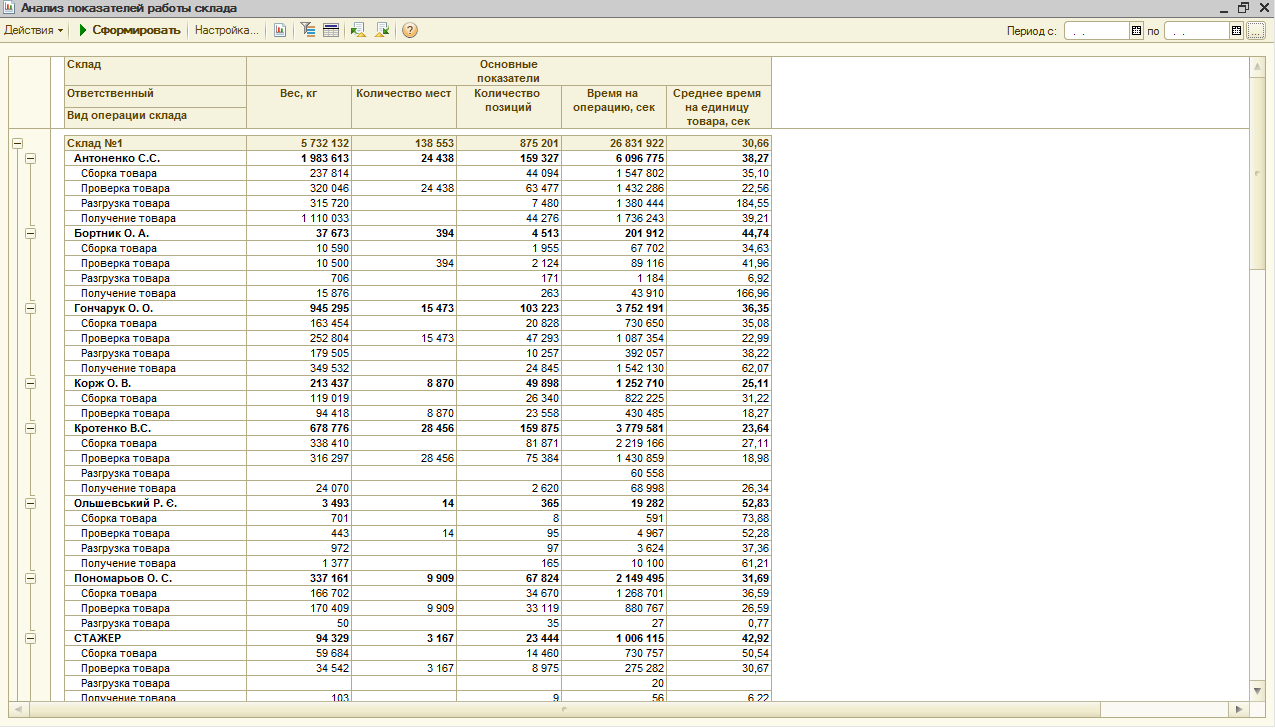 Анализ показателей работы склада
Действия Сформировать Настройка... Период с: . . по . . ...
Склад Основные показатели
Ответственный Вес, кг Количество мест Количество позиций Время на операцию, сек Среднее время на единицу товара, сек
Вид операции склада
Склад №1 5 732 132 138 553 875 201 26 831 922 30,66
Антоненко С.С. 1 983 613 24 438 159 327 6 096 775 38,27
Сборка товара 237 814 44 094 1 547 802 35,10
Проверка товара 320 046 24 438 63 477 1 432 286 22,56
Разгрузка товара 315 720 7 480 1 380 444 184,55
Получение товара 1 110 033 44 276 1 736 243 39,21
Бортник О. А. 37 673 394 4 513 201 912 44,74
Сборка товара 10 590 1 955 67 702 34,63
Проверка товара 10 500 394 2 124 89 116 41,96
Разгрузка товара 706 171 1 184 6,92
Получение товара 15 876 263 43 910 166,96
Гончарук О. О. 945 295 15 473 103 223 3 752 191 36,35
Сборка товара 163 454 20 828 730 650 35,08
Проверка товара 252 804 15 473 47 293 1 087 354 22,99
Разгрузка товара 179 505 10 257 392 057 38,22
Получение товара 349 532 24 845 1 542 130 62,07
Корж О. В. 213 437 8 870 49 898 1 252 710 25,11
Сборка товара 119 019 26 340 822 225 31,22
Проверка товара 94 418 8 870 23 558 430 485 18,27
Кротенко В.С. 678 776 28 456 159 875 3 779 581 23,64
Сборка товара 338 410 81 871 2 219 166 27,11
Проверка товара 316 297 28 456 75 384 1 430 859 18,98
Разгрузка товара 60 558
Получение товара 24 070 2 620 68 998 26,34
Ольшевський Р. Є. 3 493 14 365 19 282 52,83
Сборка товара 701 8 591 73,88
Проверка товара 443 14 95 4 967 52,28
Разгрузка товара 972 97 3 624 37,36
Получение товара 1 377 165 10 100 61,21
Пономарьов О. С. 337 161 9 909 67 824 2 149 495 31,69
Сборка товара 166 702 34 670 1 268 701 36,59
Проверка товара 170 409 9 909 33 119 880 767 26,59
Разгрузка товара 50 35 27 0,77
СТАЖЕР 94 329 3 167 23 444 1 006 115 42,92
Сборка товара 59 684 14 460 730 757 50,54
Проверка товара 34 542 3 167 8 975 275 282 30,67
Разгрузка товара 20
Получение товара 103 9 56 6,22